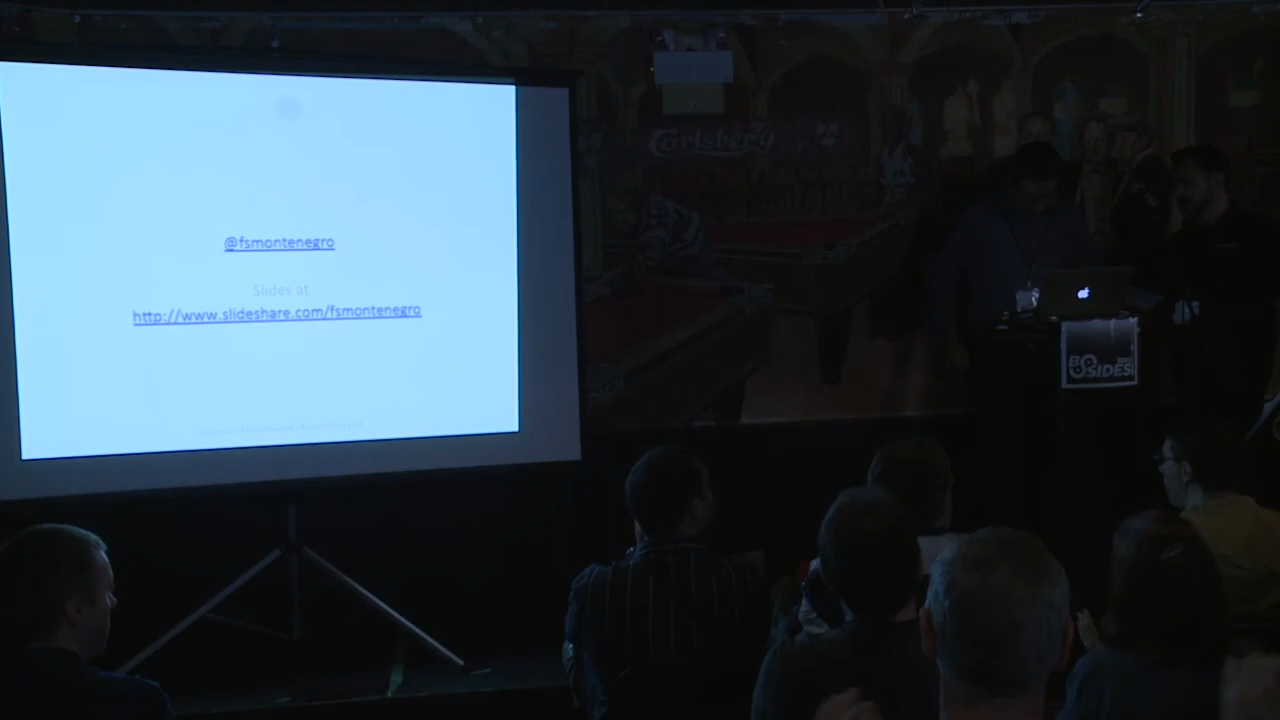 @fsmontenegro
Slides at
http://www.slideshare.com/fsmontenegro
Carlsberg
BSIDES